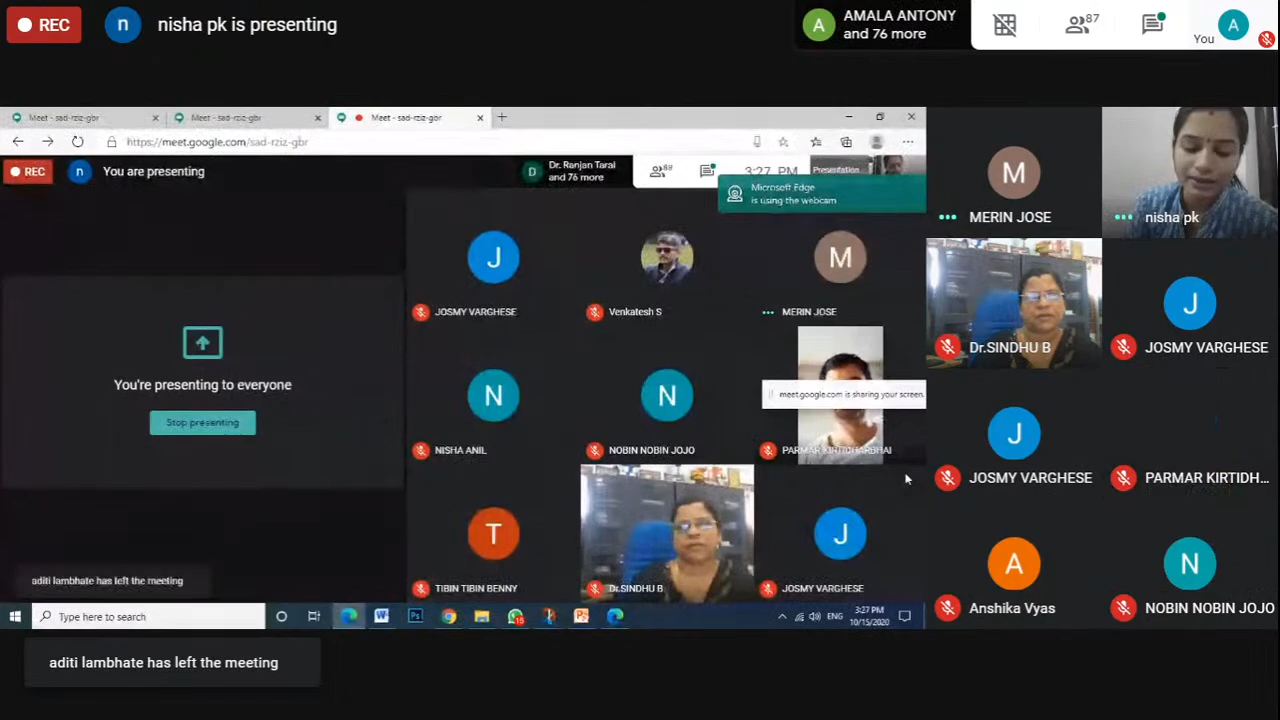 REC
n
nisha pk is presenting
A
AMALA ANTONY
and 76 more
87
You
A
Meet - sad-rziz-gbr
Meet - sad-rziz-gbr
Meet - sad-rziz-gbr
https://meet.google.com/sad-rziz-gbr
REC
n
You are presenting
D
Dr. Ranjan Tarai
and 76 more
88
3:27 PM
Presentation
Microsoft Edge
is using the webcam
J
JOSMY VARGHESE
Venkatesh S
M
MERIN JOSE
You're presenting to everyone
Stop presenting
N
NISHA ANIL
N
NOBIN NOBIN JOJO
meet.google.com is sharing your screen.
PARMAR KIRTIDHARBHAI
T
TIBIN TIBIN BENNY
Dr.SINDHU B
J
JOSMY VARGHESE
aditi lambhate has left the meeting
Type here to search
15
ENG
3:27 PM
10/15/2020
M
MERIN JOSE
nisha pk
Dr.SINDHU B
J
JOSMY VARGHESE
J
JOSMY VARGHESE
PARMAR KIRTIDH...
A
Anshika Vyas
N
NOBIN NOBIN JOJO
aditi lambhate has left the meeting